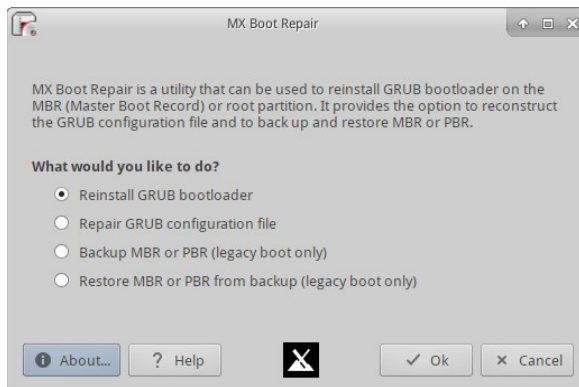 MX Boot Repair
MX Boot Repair is a utility that can be used to reinstall GRUB bootloader on the
MBR (Master Boot Record) or root partition. It provides the option to reconstruct
the GRUB configuration file and to back up and restore MBR or PBR.
What would you like to do?
Reinstall GRUB bootloader
Repair GRUB configuration file
Backup MBR or PBR (legacy boot only)
Restore MBR or PBR from backup (legacy boot only)
About... ? Help Ok Cancel